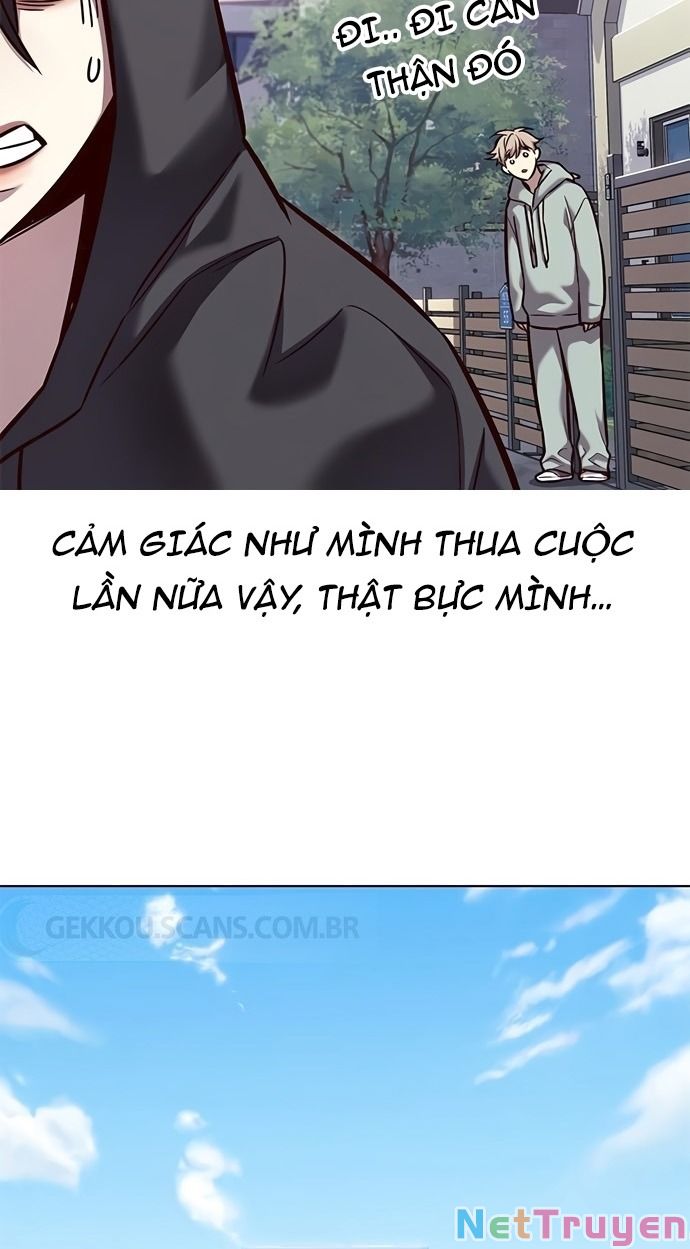 ĐI.. ĐI CẨN
THẬN ĐÓ
CẢM GIÁC NHƯ MÌNH THUA CUỘC
LẦN NỮA VẬY, THẬT BỰC MÌNH...
GEKKOU.SCANS.COM.BR
NetTruyen